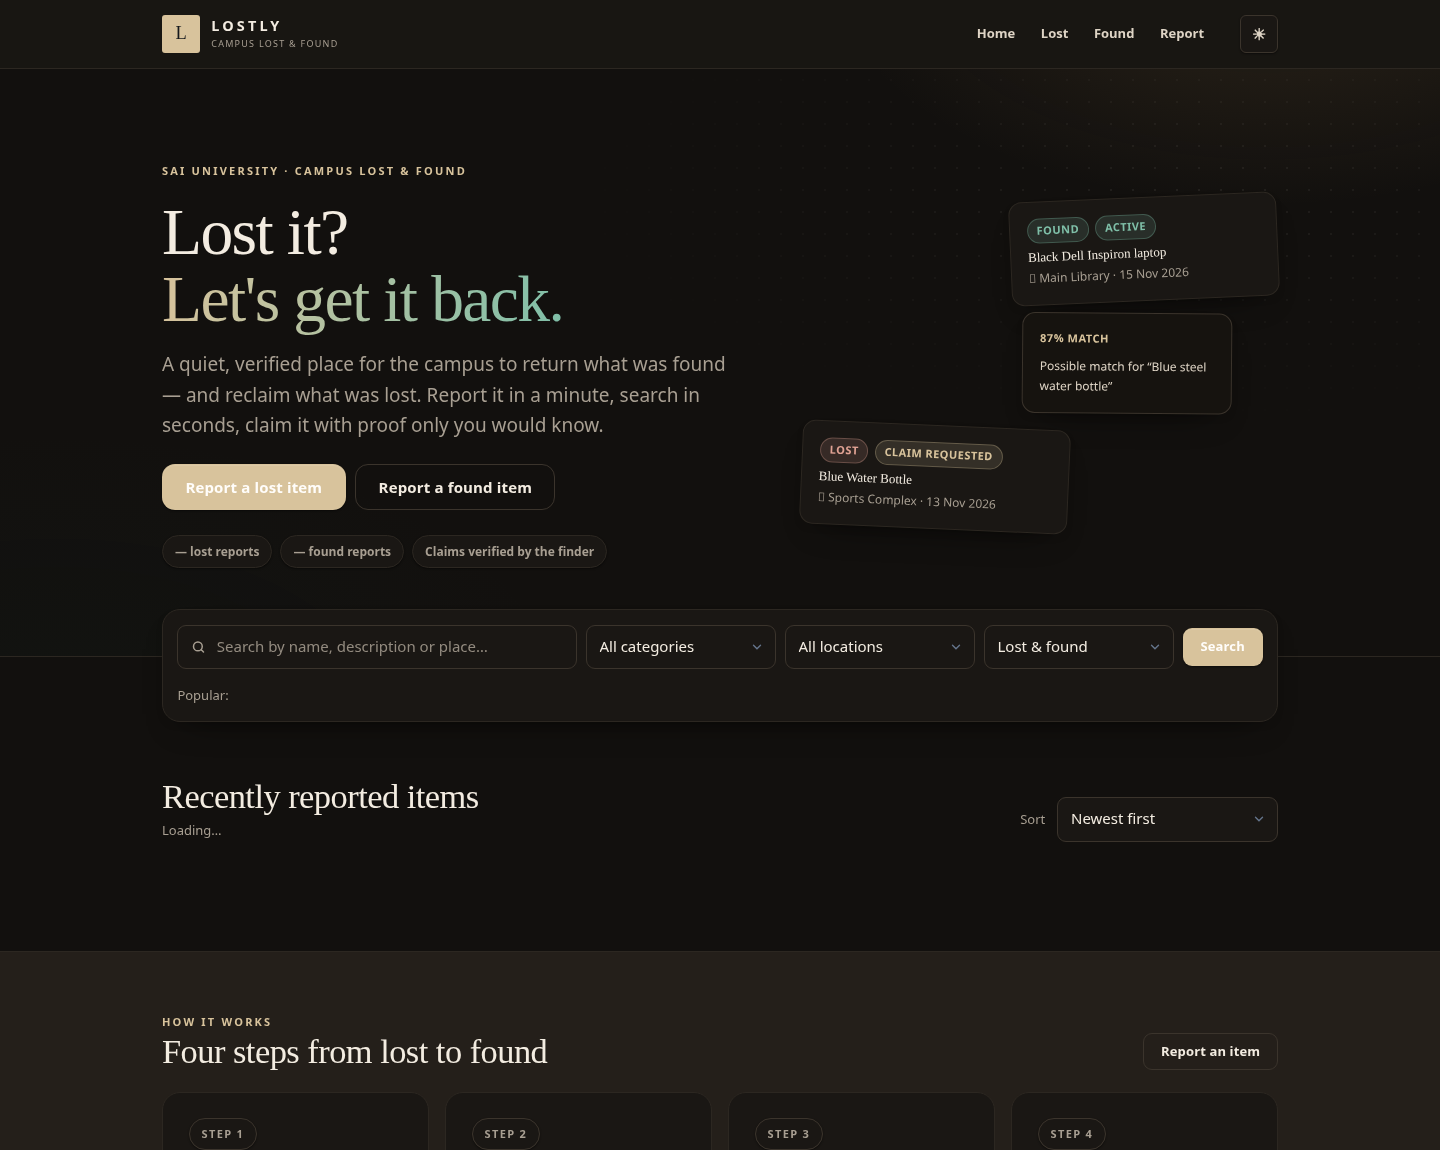 L
LOSTLY
CAMPUS LOST & FOUND
Home
Lost
Found
Report
SAI UNIVERSITY · CAMPUS LOST & FOUND
Lost it?
Let's get it back.
A quiet, verified place for the campus to return what was found
— and reclaim what was lost. Report it in a minute, search in
seconds, claim it with proof only you would know.
Report a lost item
Report a found item
— lost reports
— found reports
Claims verified by the finder
FOUND
ACTIVE
Black Dell Inspiron laptop
Main Library · 15 Nov 2026
87% MATCH
Possible match for “Blue steel
water bottle”
LOST
CLAIM REQUESTED
Blue Water Bottle
Sports Complex · 13 Nov 2026
Search by name, description or place...
All categories
All locations
Lost & found
Search
Popular:
Recently reported items
Loading...
Sort
Newest first
HOW IT WORKS
Four steps from lost to found
Report an item
STEP 1
STEP 2
STEP 3
STEP 4